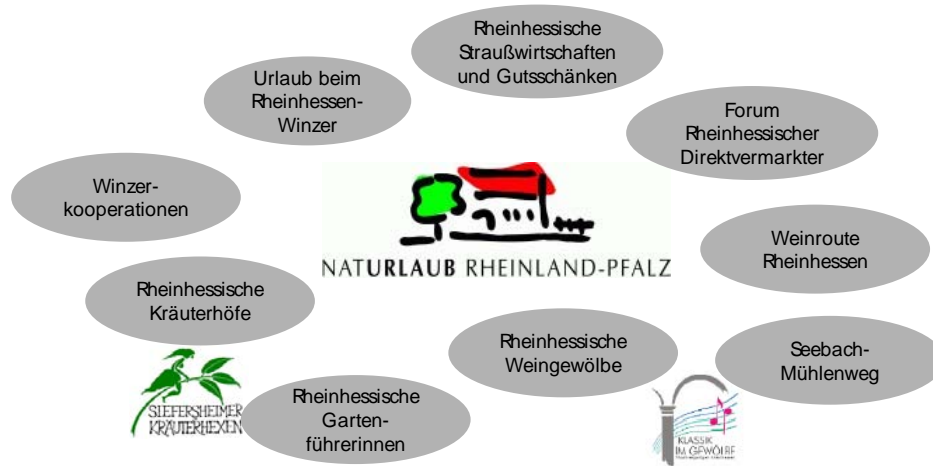 Rheinhessische
Straußwirtschaften
und Gutsschänken
Urlaub beim
Rheinhessen-
Winzer
Forum
Rheinhessischer
Direktvermarkter
Winzer-
kooperationen
NATURLAUB RHEINLAND-PFALZ
Weinroute
Rheinhessen
Rheinhessische
Kräuterhöfe
Rheinhessische
Weingewölbe
Seebach-
Mühlenweg
SIEFERSHEIMER
KRÄUTERHEXEN
Rheinhessische
Garten-
führerinnen
KLASSIK
IM GEWÖLBE